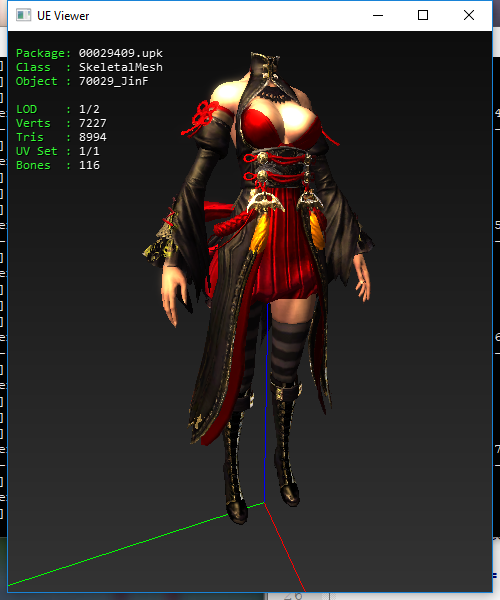 UE Viewer
Package: 00029409.upk
Class : SkeletalMesh
Object : 70029_JinF
LOD : 1/2
Verts : 7227
Tris : 8994
UV Set : 1/1
Bones : 116